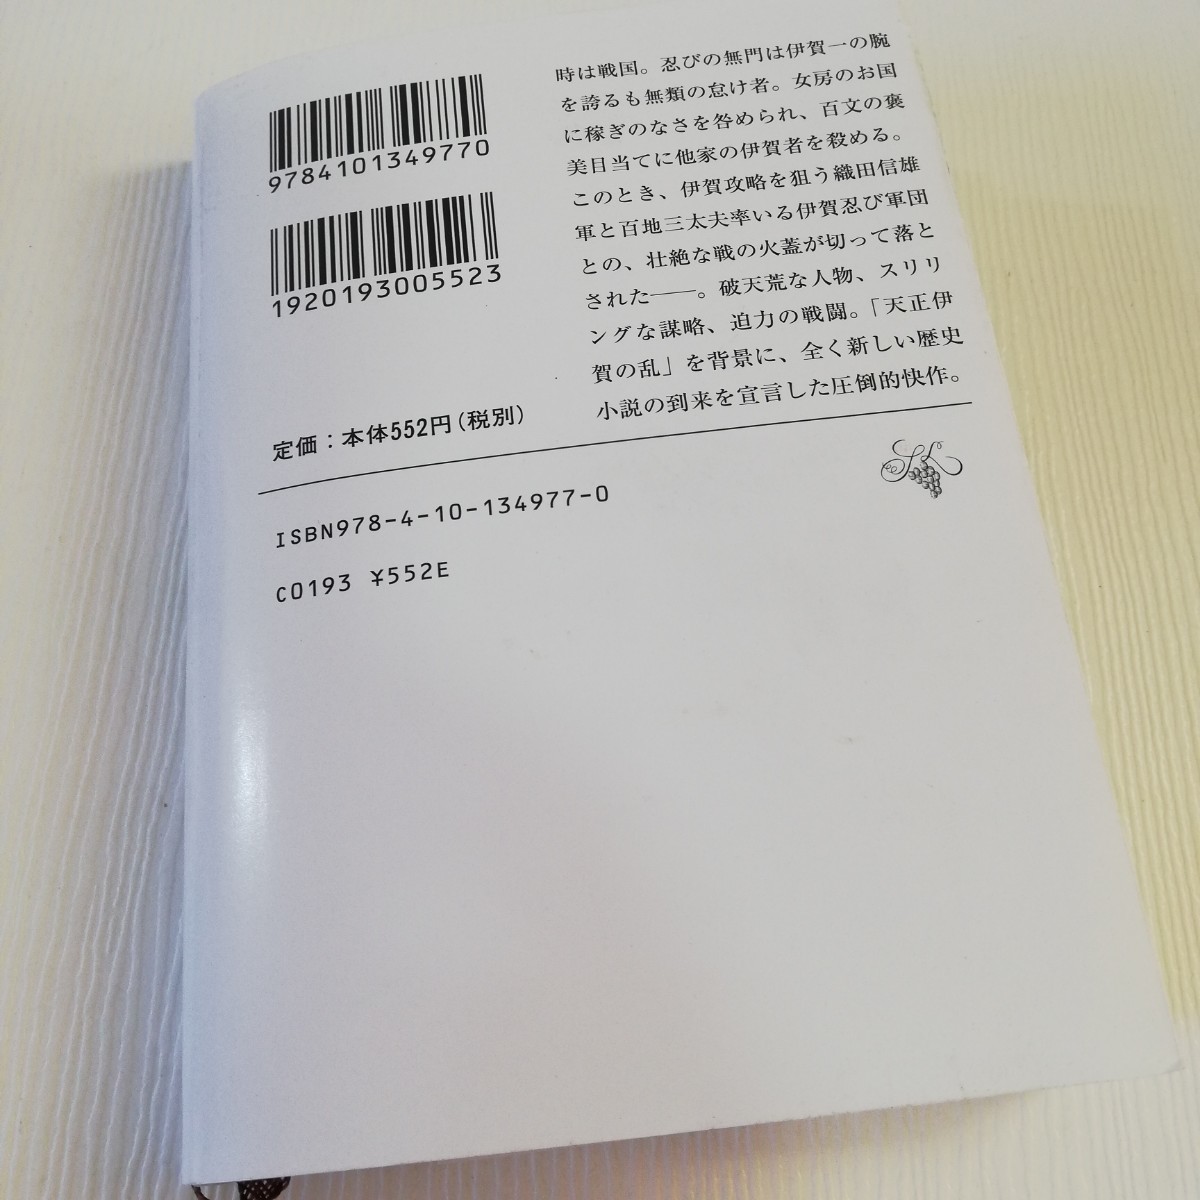 9784101349770
1920193005523
時は戦国。忍びの無門は伊賀一の腕
を誇るも無類の怠け者。女房のお国
に稼ぎのなさを咎められ、百文の褒
美目当てに他家の伊賀者を殺める。
このとき、伊賀攻略を狙う織田信雄
軍と百地三太夫率いる伊賀忍び軍団
との、壮絶な戦の火蓋が切って落と
された――。破天荒な人物、スリリ
ングな謀略、迫力の戦闘。「天正伊
賀の乱」を背景に、全く新しい歴史
小説の到来を宣言した圧倒的快作。
定価：本体552円(税別)
ISBN978-4-10-134977-0
C0193 ¥552E